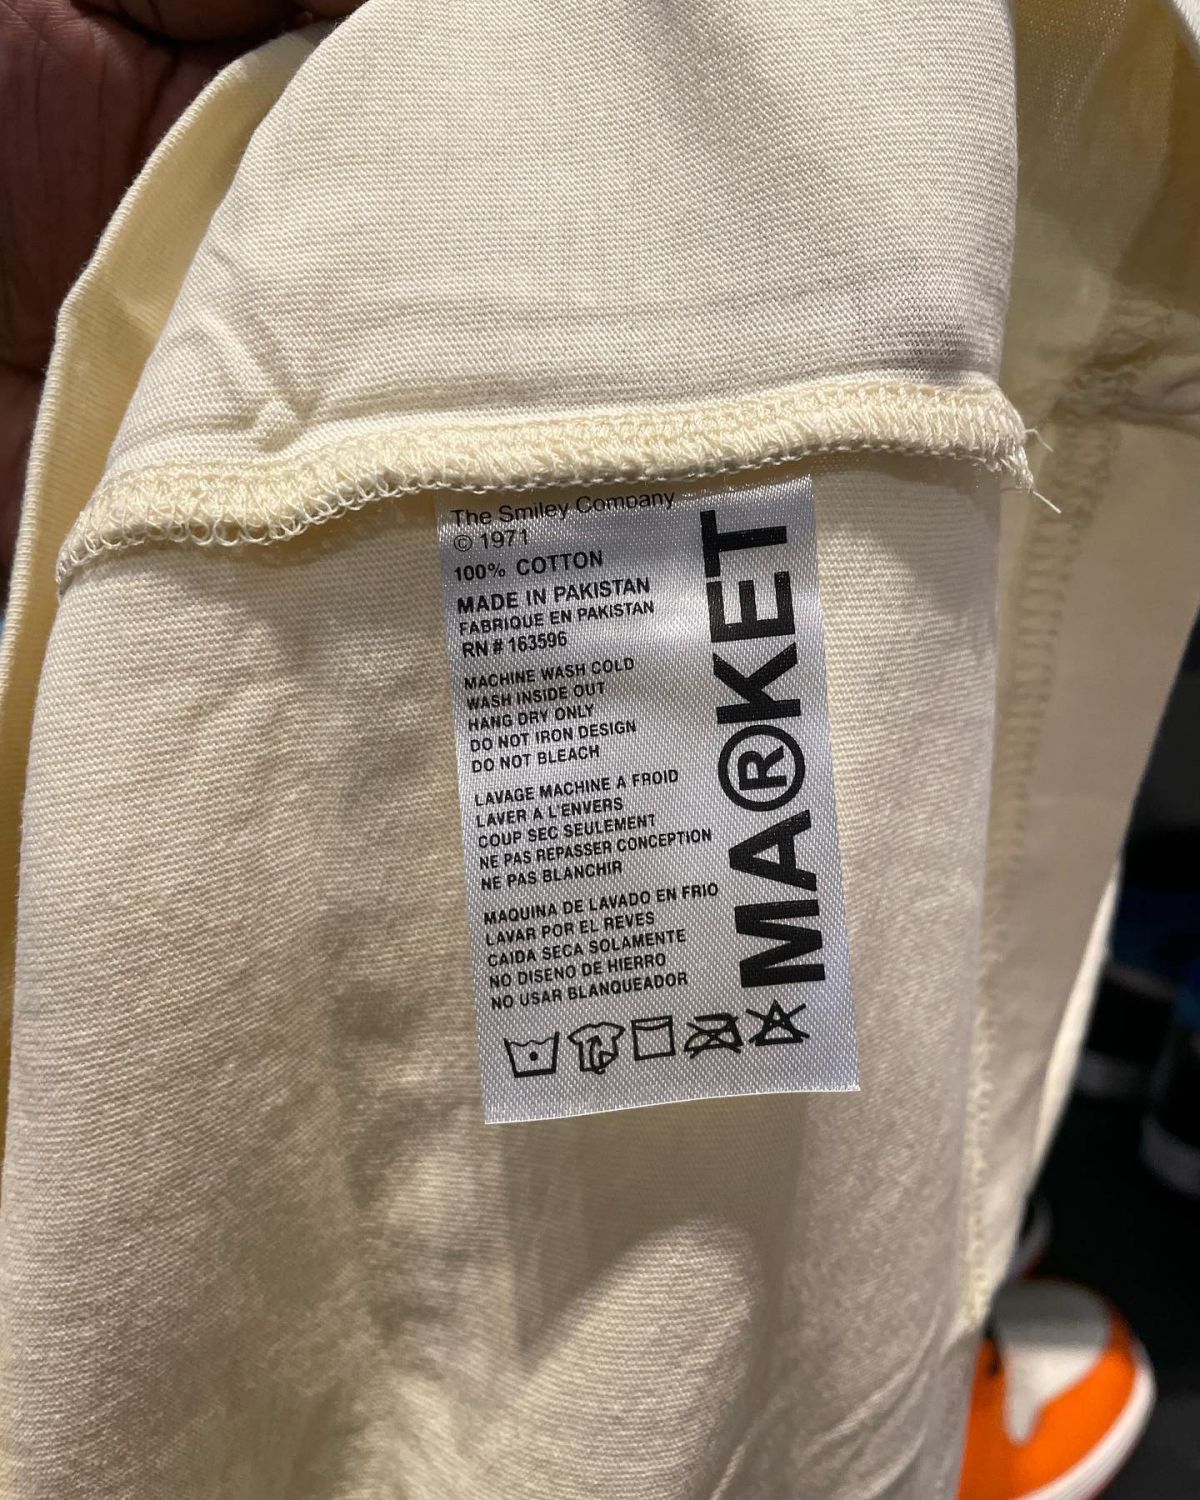 The Smiley Company
© 1971
100% COTTON
MADE IN PAKISTAN
FABRIQUE EN PAKISTAN
RN # 163596
MACHINE WASH COLD
WASH INSIDE OUT
HANG DRY ONLY
DO NOT IRON DESIGN
DO NOT BLEACH
LAVAGE MACHINE A FROID
LAVER A L'ENVERS
COUP SEC SEULEMENT
NE PAS REPASSER CONCEPTION
NE PAS BLANCHIR
MAQUINA DE LAVADO EN FRIO
LAVAR POR EL REVES
CAIDA SECA SOLAMENTE
NO DISENO DE HIERRO
NO USAR BLANQUEADOR
MA®KET